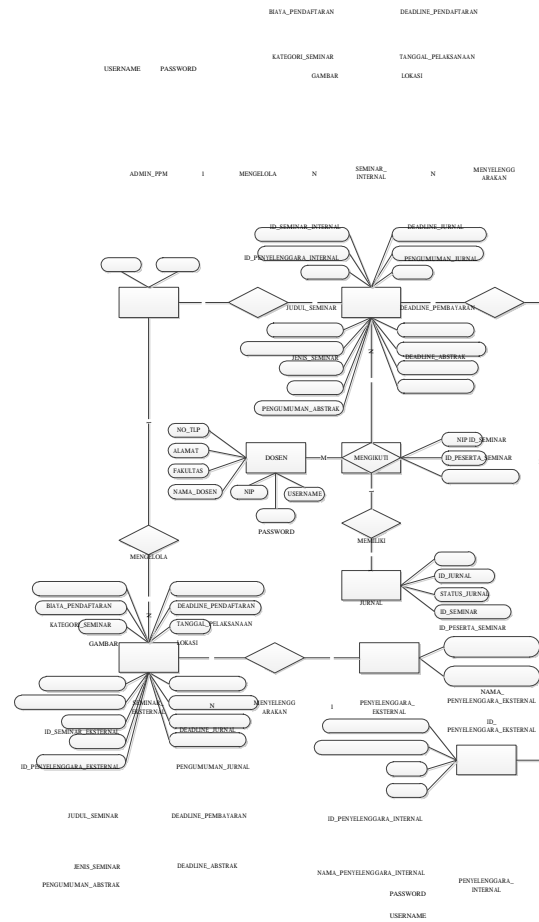 BIAYA_PENDAFTARAN
DEADLINE_PENDAFTARAN
KATEGORI_SEMINAR
TANGGAL_PELAKSANAAN
USERNAME PASSWORD
GAMBAR
LOKASI
ADMIN_PPM
1
MENGELOLA
N
SEMINAR_
INTERNAL
N
MENYELENGG
ARAKAN
ID_SEMINAR_INTERNAL
DEADLINE_JURNAL
ID_PENYELENGGARA_INTERNAL
PENGUMUMAN_JURNAL
JUDUL_SEMINAR
DEADLINE_PEMBAYARAN
N
JENIS_SEMINAR
DEADLINE_ABSTRAK
PENGUMUMAN_ABSTRAK
1
NO_TLP
ALAMAT
FAKULTAS
NAMA_DOSEN
DOSEN
M
MENGIKUTI
NIP ID_SEMINAR
ID_PESERTA_SEMINAR
NIP
USERNAME
PASSWORD
1
MENGELOLA
MEMILIKI
JURNAL
ID_JURNAL
STATUS_JURNAL
ID_SEMINAR
ID_PESERTA_SEMINAR
BIAYA_PENDAFTARAN
DEADLINE_PENDAFTARAN
N
KATEGORI_SEMINAR
TANGGAL_PELAKSANAAN
GAMBAR
LOKASI
NAMA_
PENYELENGGARA_EKSTERNAL
SEMINAR_
EKSTERNAL
N
MENYELENGG
ARAKAN
1
PENYELENGGARA_
EKSTERNAL
ID_
PENYELENGGARA_EKSTERNAL
ID_SEMINAR_EKSTERNAL
DEADLINE_JURNAL
ID_PENYELENGGARA_EKSTERNAL
PENGUMUMAN_JURNAL
JUDUL_SEMINAR
DEADLINE_PEMBAYARAN
ID_PENYELENGGARA_INTERNAL
JENIS_SEMINAR
DEADLINE_ABSTRAK
NAMA_PENYELENGGARA_INTERNAL
PENGUMUMAN_ABSTRAK
PENYELENGGARA_
INTERNAL
PASSWORD
USERNAME